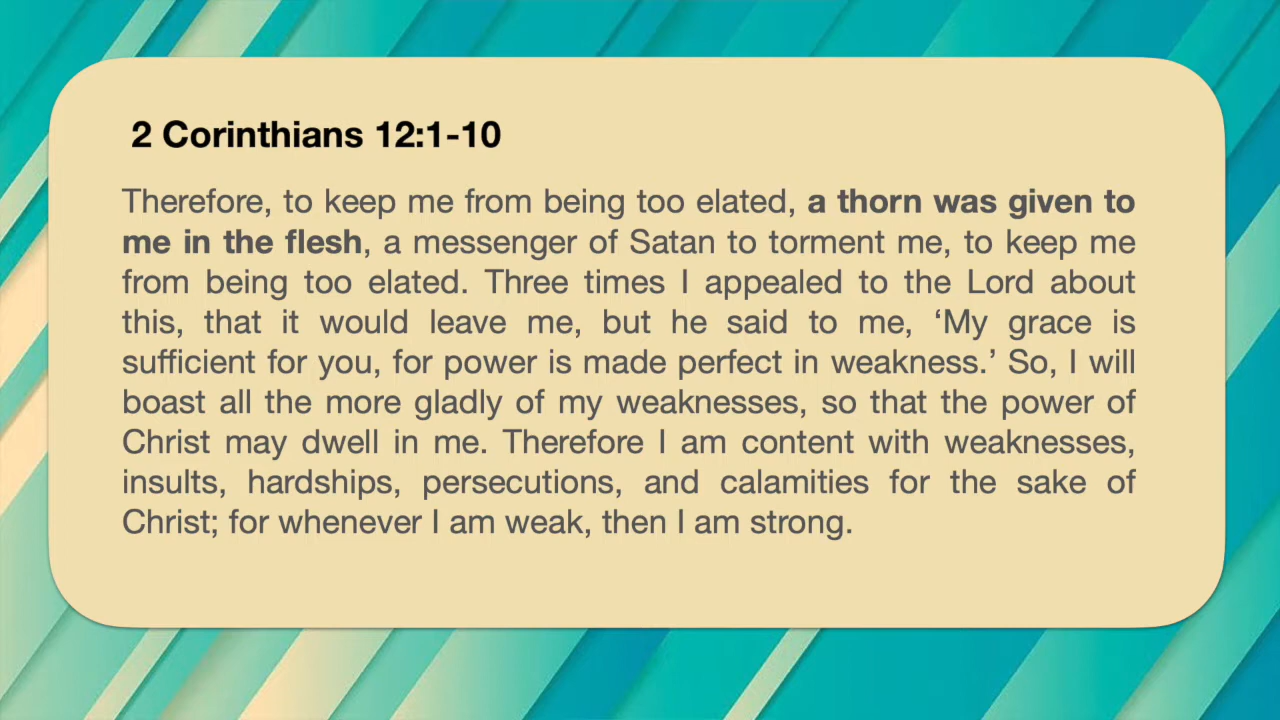 2 Corinthians 12:1-10
Therefore, to keep me from being too elated, a thorn was given to
me in the flesh, a messenger of Satan to torment me, to keep me
from being too elated. Three times I appealed to the Lord about
this, that it would leave me, but he said to me, ‘My grace is
sufficient for you, for power is made perfect in weakness.’ So, I will
boast all the more gladly of my weaknesses, so that the power of
Christ may dwell in me. Therefore I am content with weaknesses,
insults, hardships, persecutions, and calamities for the sake of
Christ; for whenever I am weak, then I am strong.